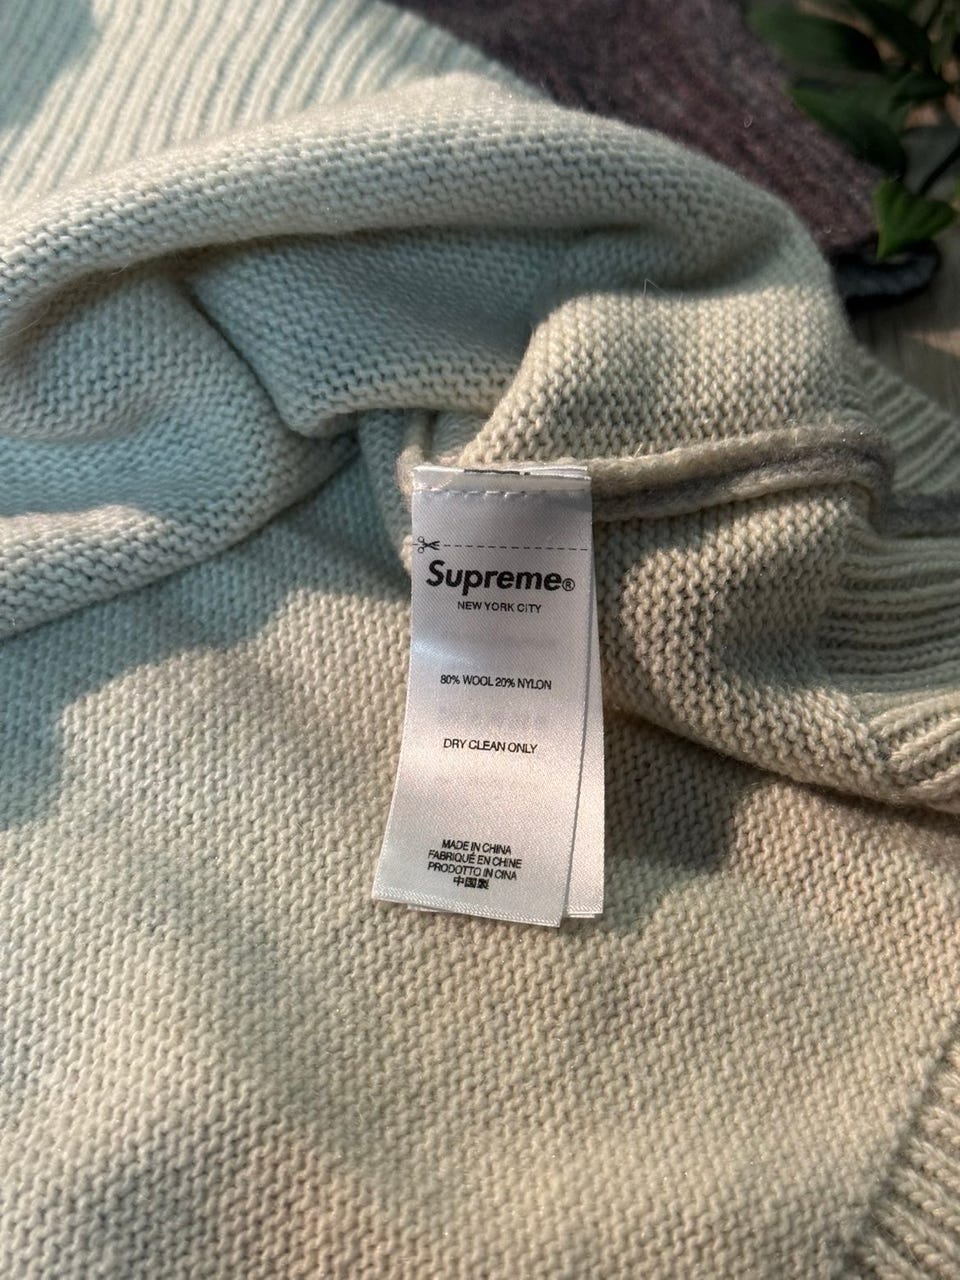 Supreme®
NEW YORK CITY
80% WOOL 20% NYLON
DRY CLEAN ONLY
MADE IN CHINA
FABRIQUÉ EN CHINE
PRODOTTO IN CINA
中国製